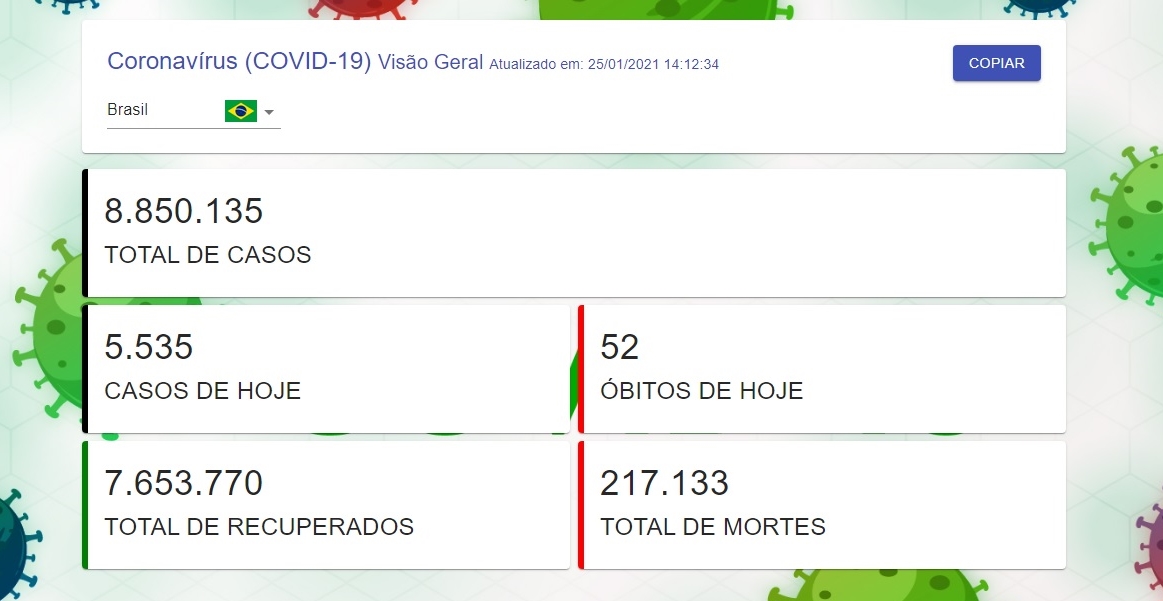 Coronavírus (COVID-19) Visão Geral Atualizado em: 25/01/2021 14:12:34
COPIAR
Brasil
8.850.135
TOTAL DE CASOS
5.535
CASOS DE HOJE
52
ÓBITOS DE HOJE
7.653.770
TOTAL DE RECUPERADOS
217.133
TOTAL DE MORTES